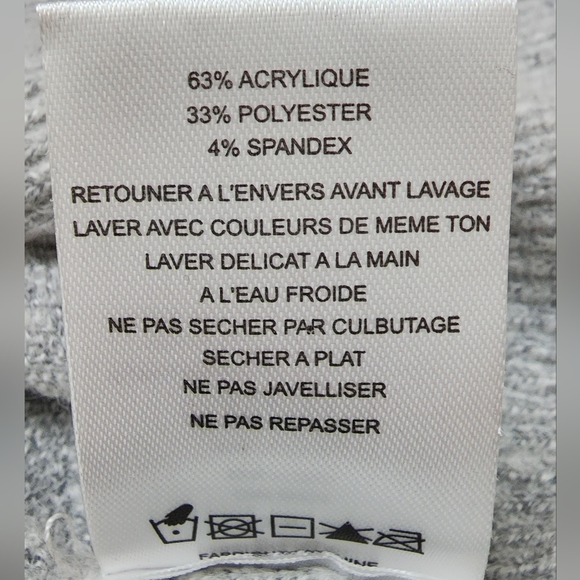 63% ACRYLIQUE
33% POLYESTER
4% SPANDEX
RETOUNER A L'ENVERS AVANT LAVAGE
LAVER AVEC COULEURS DE MEME TON
LAVER DELICAT A LA MAIN
A L'EAU FROIDE
NE PAS SECHER PAR CULBUTAGE
SECHER A PLAT
NE PAS JAVELLISER
NE PAS REPASSER